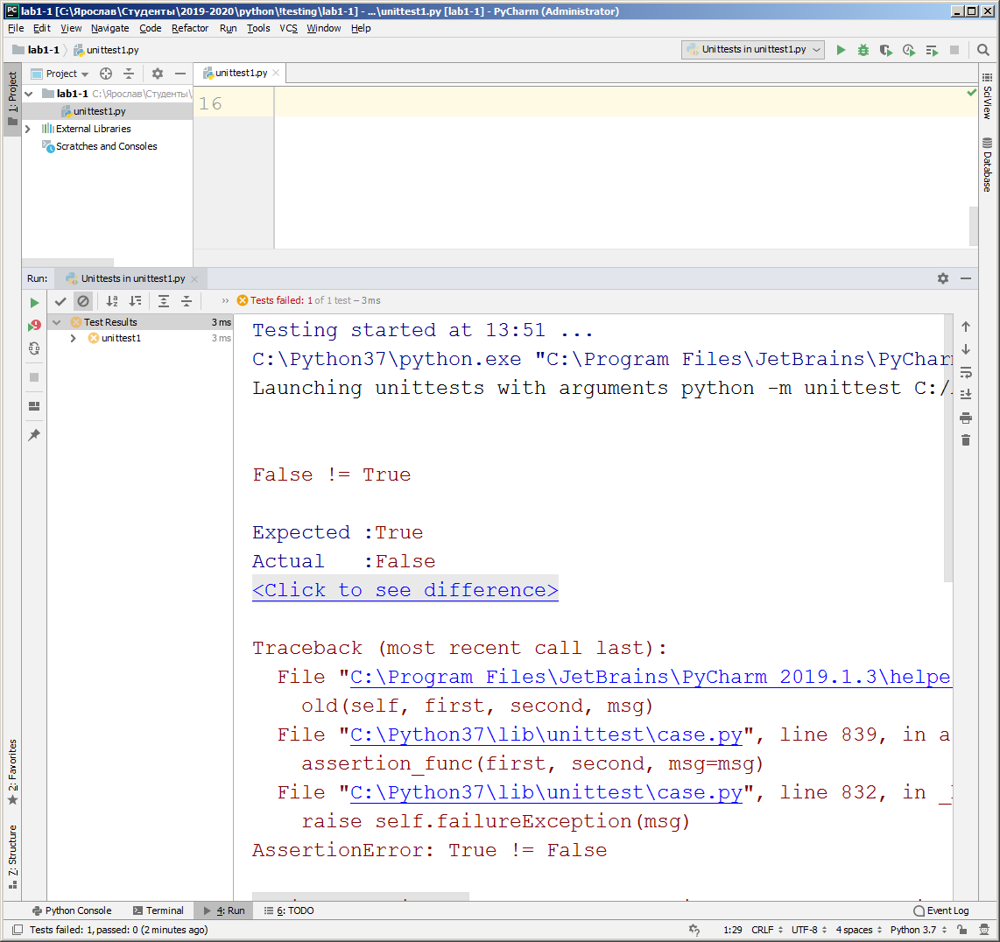 lab1-1 [C:\Ярослав\Студенты\2019-2020\python\!testing\lab1-1] - ...\unittest1.py [lab1-1] - PyCharm (Administrator)
File Edit View Navigate Code Refactor Run Tools VCS Window Help
lab1-1 unittest1.py
Unittests in unittest1.py
1: Project
Project
unittest1.py
lab1-1 C:\Ярослав\Студенты\
unittest1.py
External Libraries
Scratches and Consoles
16
SciView
Database
Run: Unittests in unittest1.py
Tests failed: 1 of 1 test – 3 ms
Test Results 3 ms
unittest1 3 ms
Testing started at 13:51 ...
C:\Python37\python.exe "C:\Program Files\JetBrains\PyCharm
Launching unittests with arguments python -m unittest C:/
False != True
Expected :True
Actual :False
<Click to see difference>
Traceback (most recent call last):
File "C:\Program Files\JetBrains\PyCharm 2019.1.3\helpe
old(self, first, second, msg)
File "C:\Python37\lib\unittest\case.py", line 839, in a
assertion_func(first, second, msg=msg)
File "C:\Python37\lib\unittest\case.py", line 832, in _
raise self.failureException(msg)
AssertionError: True != False
2: Favorites
7: Structure
Python Console Terminal 4: Run 6: TODO Event Log
Tests failed: 1, passed: 0 (2 minutes ago) 1:29 CRLF UTF-8 4 spaces Python 3.7